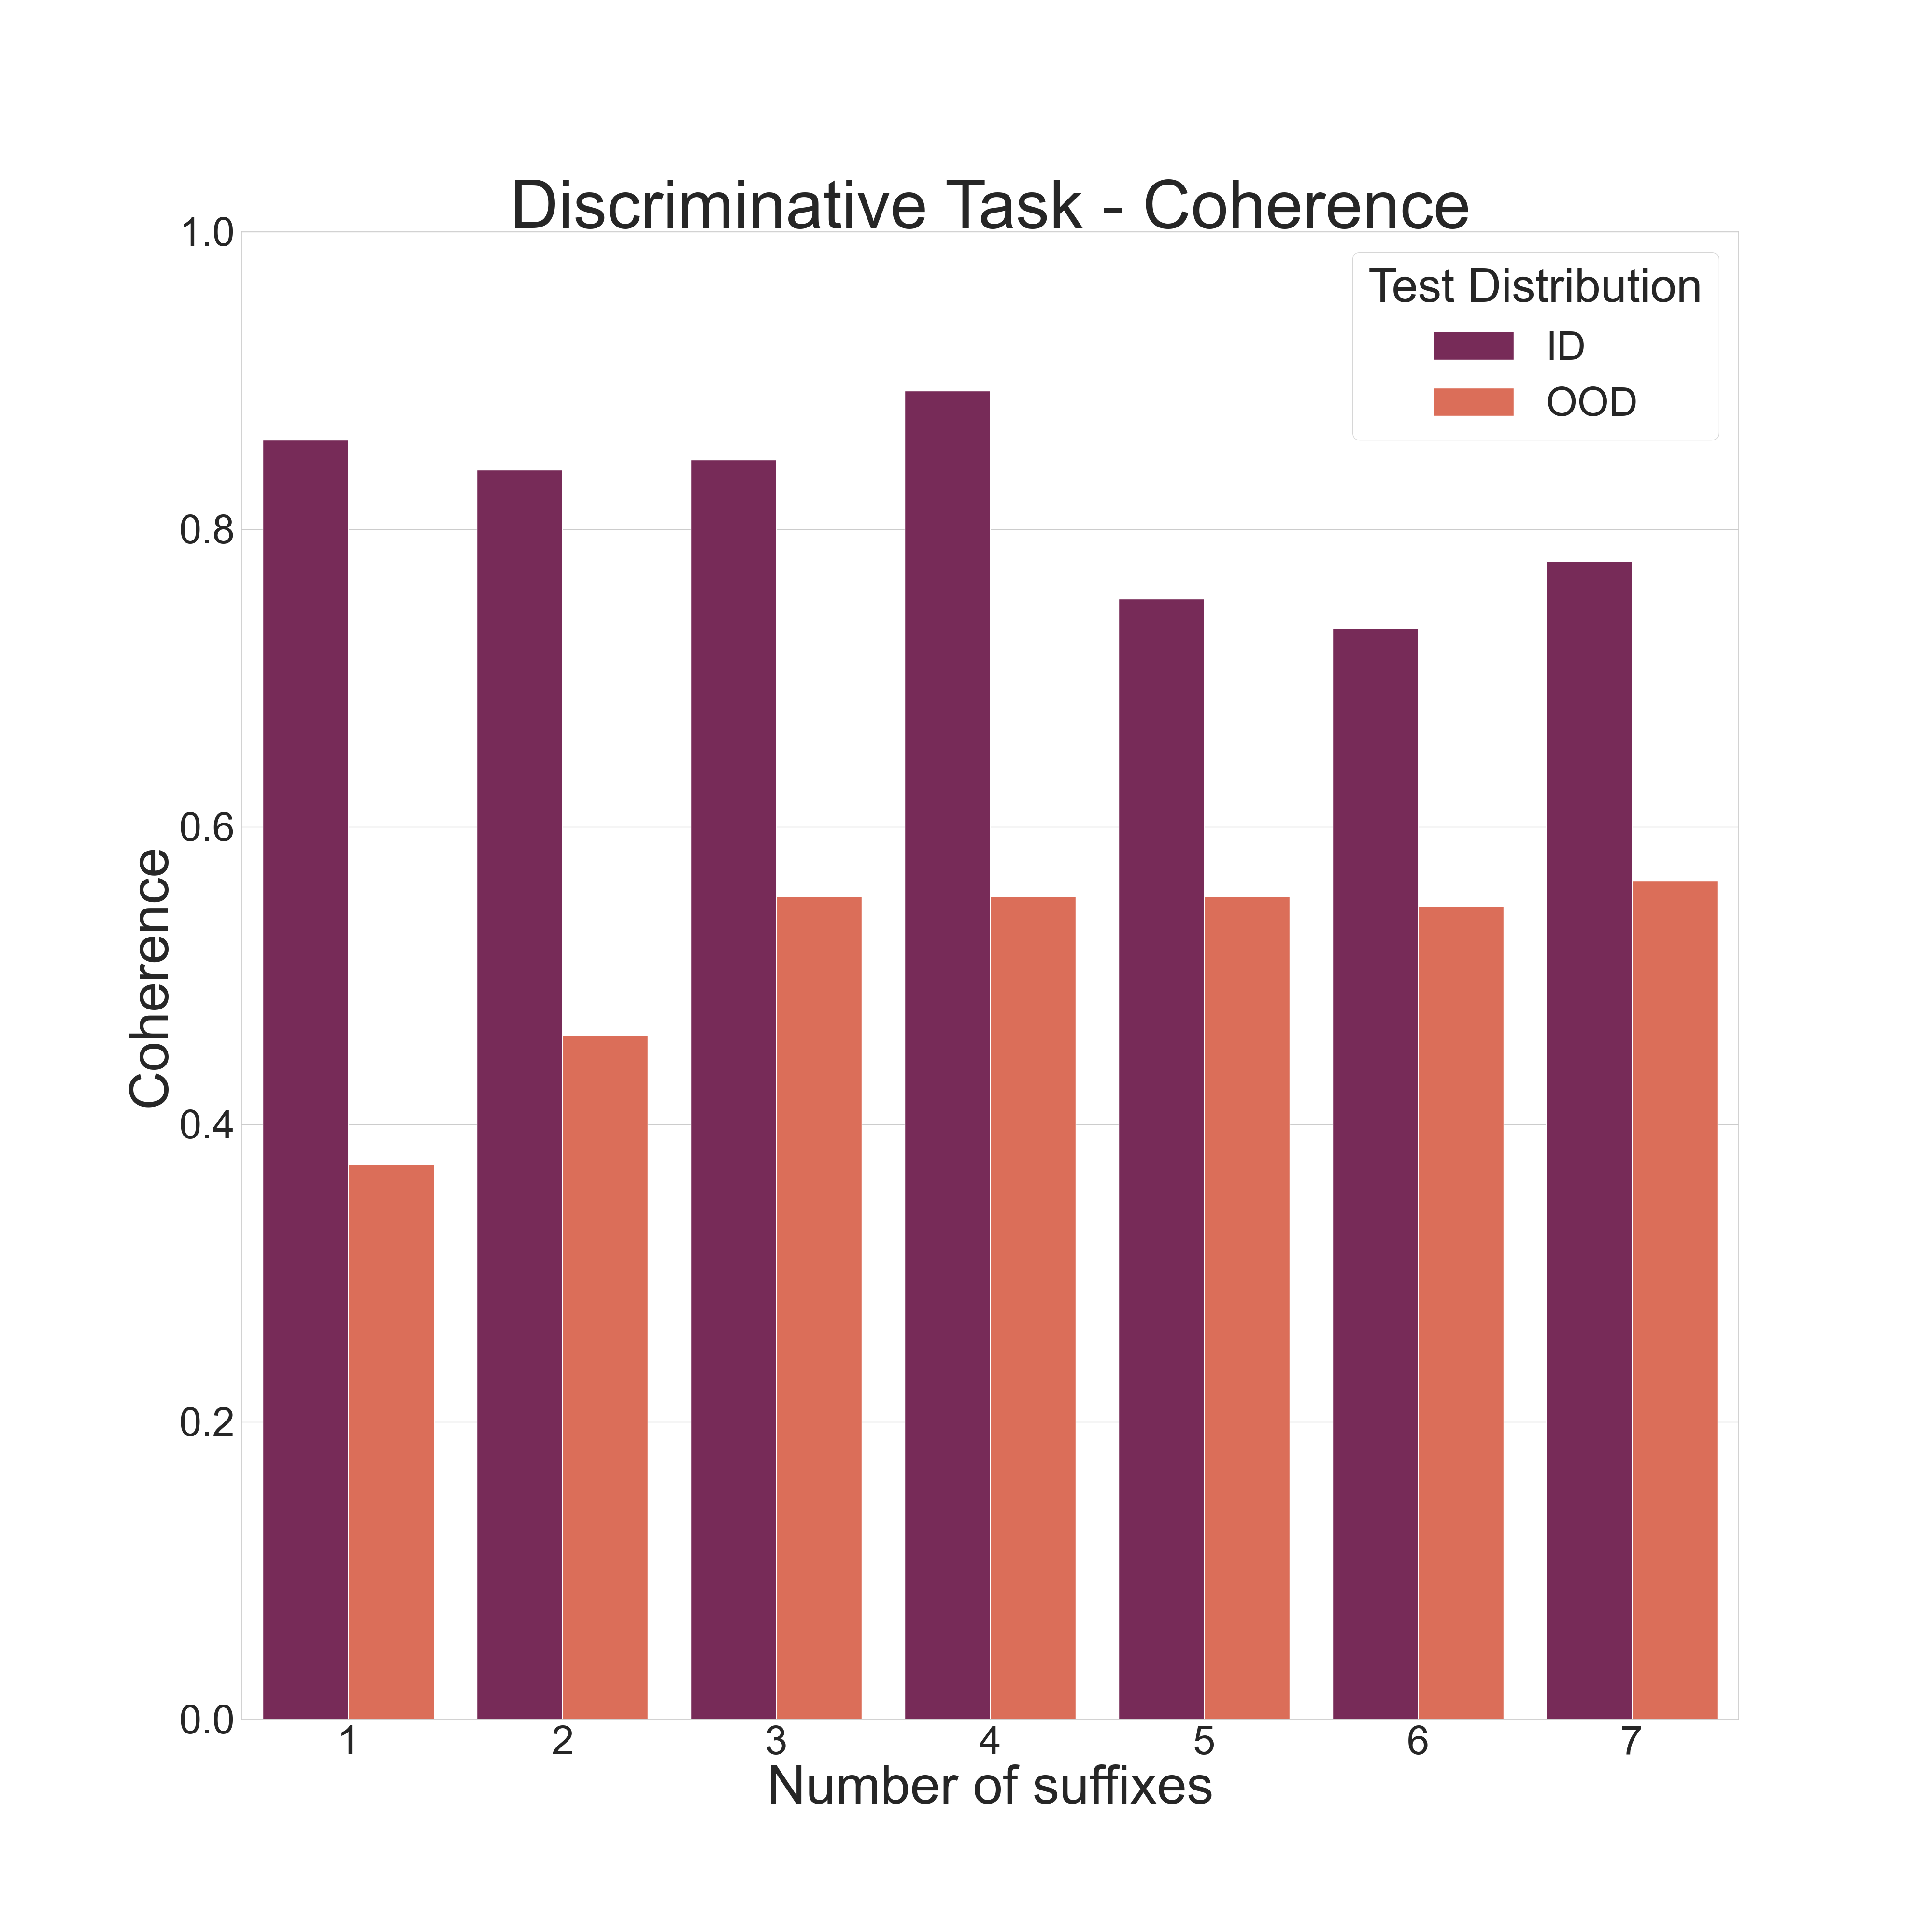 Discriminative Task - Coherence
1.0
0.8
0.6
0.4
0.2
0.0
Coherence
Test Distribution
ID
OOD
1 2 3 4 5 6 7
Number of suffixes